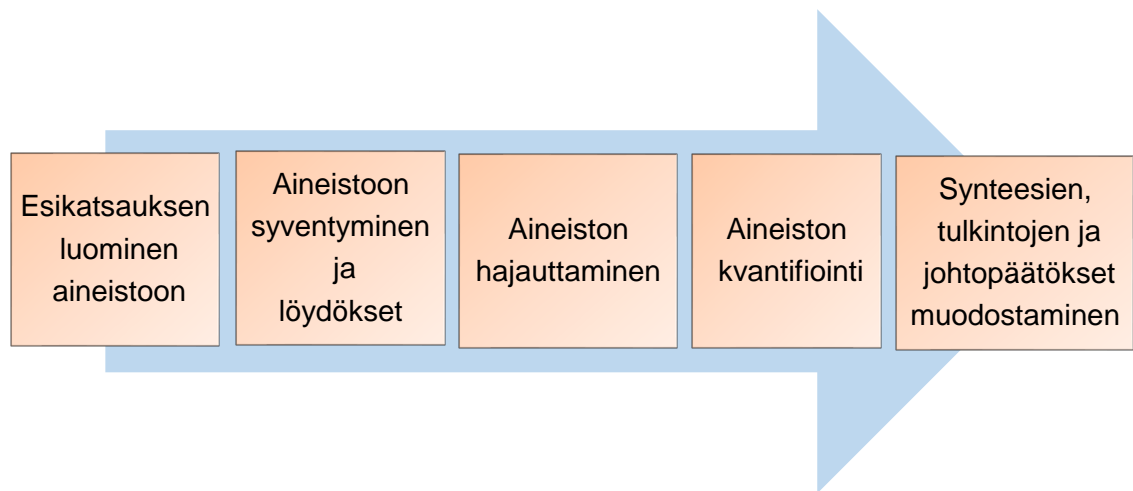 Esikatsauksen
luominen
aineistoon
Aineistoon
syventyminen
ja
löydökset
Aineiston
hajauttaminen
Aineiston
kvantifiointi
Synteesien,
tulkintojen ja
johtopäätökset
muodostaminen